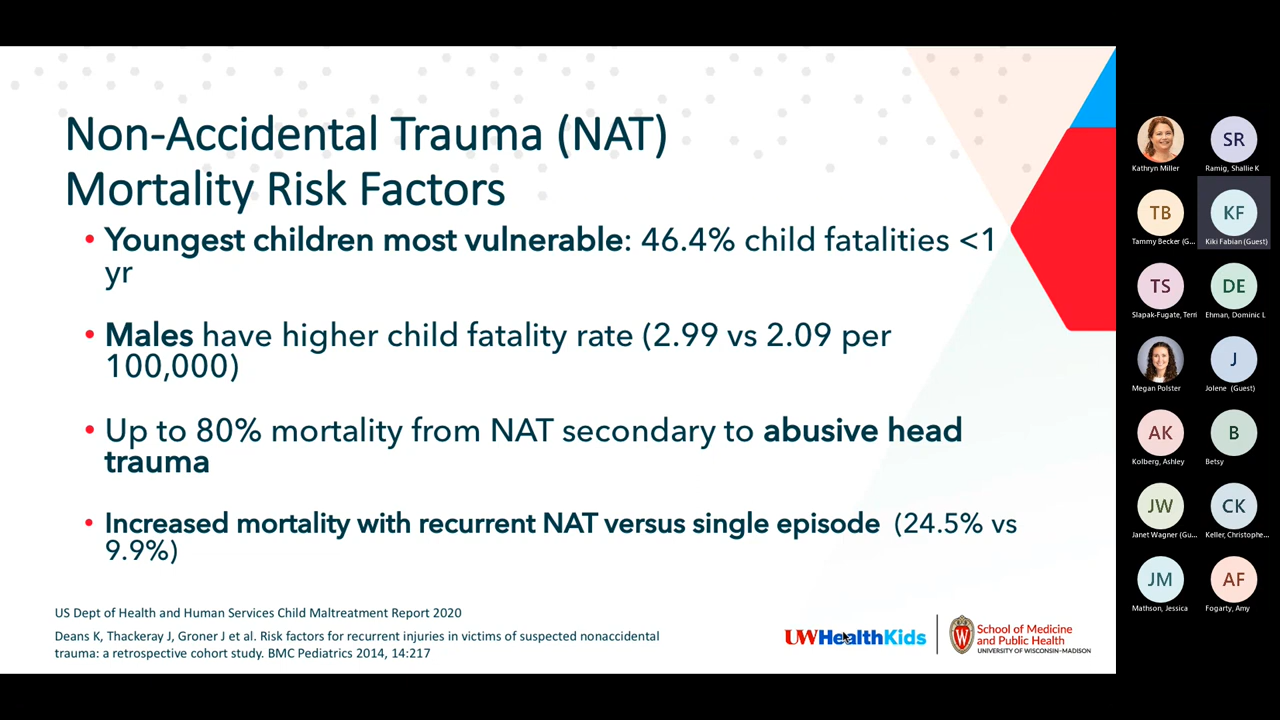 Non-Accidental Trauma (NAT)
Mortality Risk Factors
• Youngest children most vulnerable: 46.4% child fatalities <1
yr
• Males have higher child fatality rate (2.99 vs 2.09 per
100,000)
• Up to 80% mortality from NAT secondary to abusive head
trauma
• Increased mortality with recurrent NAT versus single episode (24.5% vs
9.9%)
US Dept of Health and Human Services Child Maltreatment Report 2020
Deans K, Thackeray J, Groner J et al. Risk factors for recurrent injuries in victims of suspected nonaccidental
trauma: a retrospective cohort study. BMC Pediatrics 2014, 14:217
UWHealthKids
W
School of Medicine
and Public Health
UNIVERSITY OF WISCONSIN-MADISON
SR
Kathryn Miller
Ramig, Shallie K
TB
KF
Tammy Becker (G...
Kiki Fabian (Guest)
TS
DE
Slapak-Fugate, Terri
Ehman, Dominic L
J
Megan Polster
Jolene (Guest)
AK
B
Kolberg, Ashley
Betsy
JW
CK
Janet Wagner (Gu...
Keller, Christophe...
JM
AF
Mathson, Jessica
Fogarty, Amy